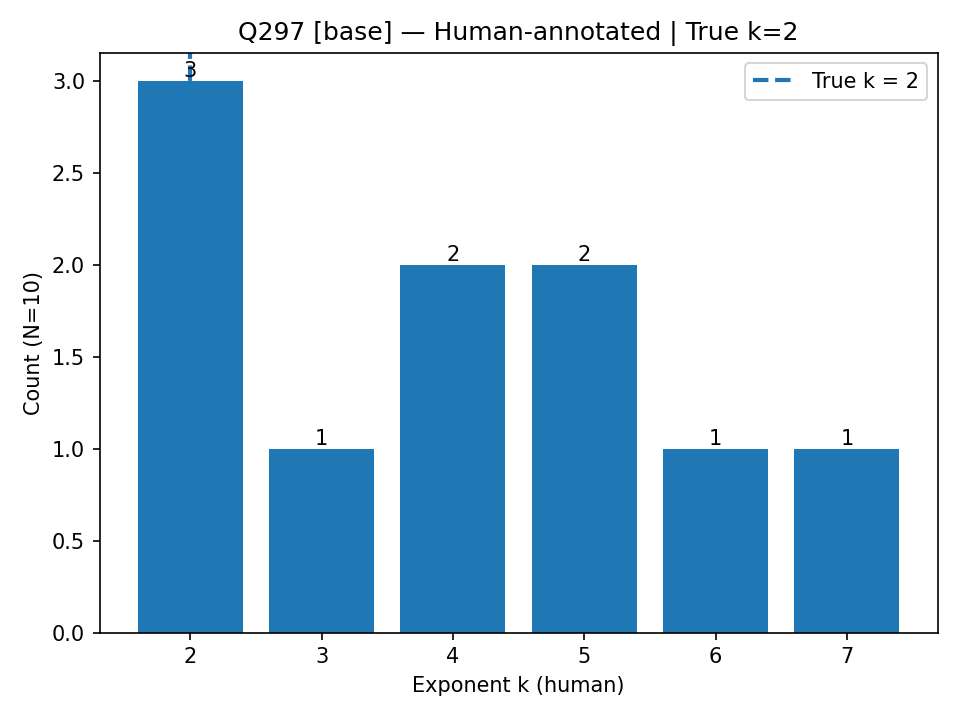 Q297 [base] — Human-annotated | True k=2
True k = 2
3
1
2
2
1
1
3.0
2.5
2.0
1.5
1.0
0.5
0.0
Count (N=10)
2 3 4 5 6 7
Exponent k (human)